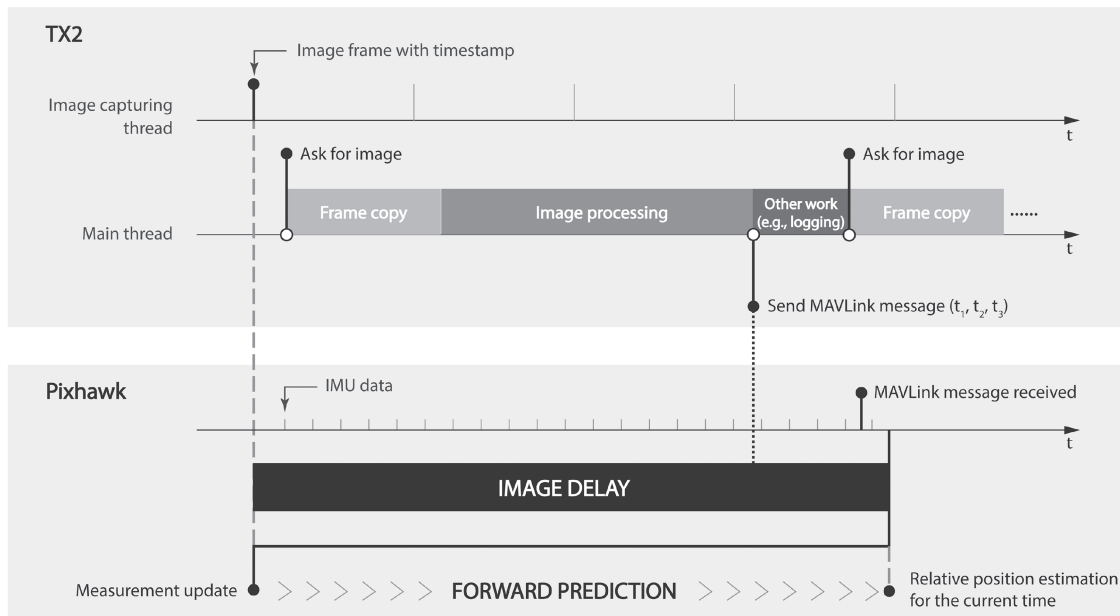 TX2
Image frame with timestamp
Image capturing
thread
t
Ask for image
Ask for image
Frame copy
Image processing
Other work
(e.g., logging)
Frame copy
......
Main thread
t
Send MAVLink message (t₁, t₂, t₃)
Pixhawk
IMU data
MAVLink message received
t
IMAGE DELAY
Measurement update
FORWARD PREDICTION
Relative position estimation
for the current time